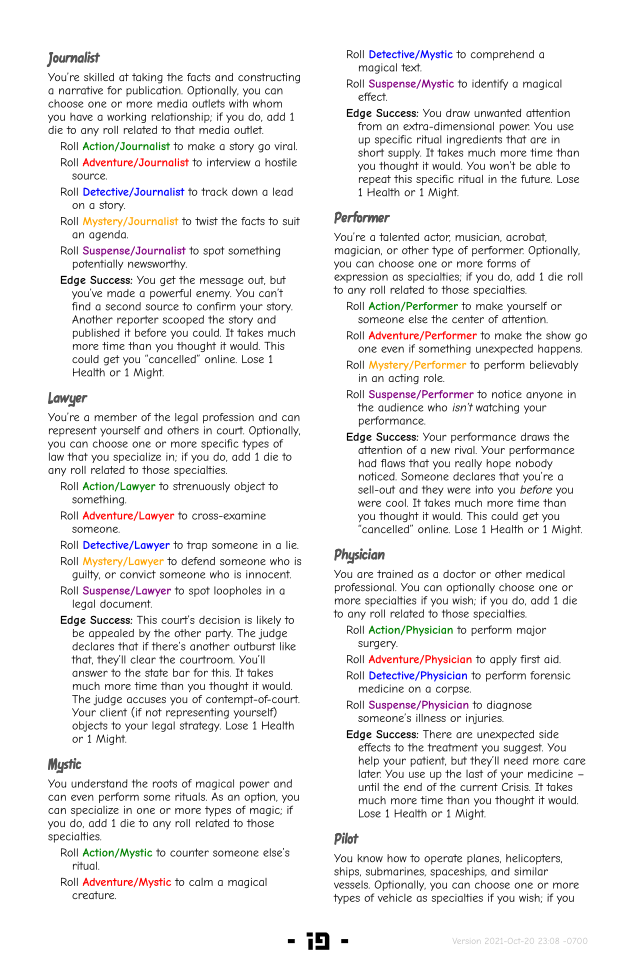 Journalist
You're skilled at taking the facts and constructing
a narrative for publication. Optionally, you can
choose one or more media outlets with whom
you have a working relationship; if you do, add 1
die to any roll related to that media outlet.
Roll Action/Journalist to make a story go viral.
Roll Adventure/Journalist to interview a hostile
source.
Roll Detective/Journalist to track down a lead
on a story.
Roll Mystery/Journalist to twist the facts to suit
an agenda.
Roll Suspense/Journalist to spot something
potentially newsworthy.
Edge Success: You get the message out, but
you've made a powerful enemy. You can't
find a second source to confirm your story.
Another reporter scooped the story and
published it before you could. It takes much
more time than you thought it would. This
could get you "cancelled" online. Lose 1
Health or 1 Might.
Lawyer
You're a member of the legal profession and can
represent yourself and others in court. Optionally,
you can choose one or more specific types of
law that you specialize in; if you do, add 1 die to
any roll related to those specialties.
Roll Action/Lawyer to strenuously object to
something.
Roll Adventure/Lawyer to cross-examine
someone.
Roll Detective/Lawyer to trap someone in a lie.
Roll Mystery/Lawyer to defend someone who is
guilty, or convict someone who is innocent.
Roll Suspense/Lawyer to spot loopholes in a
legal document.
Edge Success: This court's decision is likely to
be appealed by the other party. The judge
declares that if there's another outburst like
that, they'll clear the courtroom. You'll
answer to the state bar for this. It takes
much more time than you thought it would.
The judge accuses you of contempt-of-court.
Your client (if not representing yourself)
objects to your legal strategy. Lose 1 Health
or 1 Might.
Mystic
You understand the roots of magical power and
can even perform some rituals. As an option, you
can specialize in one or more types of magic; if
you do, add 1 die to any roll related to those
specialties.
Roll Action/Mystic to counter someone else's
ritual.
Roll Adventure/Mystic to calm a magical
creature.
Roll Detective/Mystic to comprehend a
magical text.
Roll Suspense/Mystic to identify a magical
effect.
Edge Success: You draw unwanted attention
from an extra-dimensional power. You use
up specific ritual ingredients that are in
short supply. It takes much more time than
you thought it would. You won't be able to
repeat this specific ritual in the future. Lose
1 Health or 1 Might.
Performer
You're a talented actor, musician, acrobat,
magician, or other type of performer. Optionally,
you can choose one or more forms of
expression as specialties; if you do, add 1 die roll
to any roll related to those specialties.
Roll Action/Performer to make yourself or
someone else the center of attention.
Roll Adventure/Performer to make the show go
one even if something unexpected happens.
Roll Mystery/Performer to perform believably
in an acting role.
Roll Suspense/Performer to notice anyone in
the audience who isn't watching your
performance.
Edge Success: Your performance draws the
attention of a new rival. Your performance
had flaws that you really hope nobody
noticed. Someone declares that you're a
sell-out and they were into you before you
were cool. It takes much more time than
you thought it would. This could get you
"cancelled" online. Lose 1 Health or 1 Might.
Physician
You are trained as a doctor or other medical
professional. You can optionally choose one or
more specialties if you wish; if you do, add 1 die
to any roll related to those specialties.
Roll Action/Physician to perform major
surgery.
Roll Adventure/Physician to apply first aid.
Roll Detective/Physician to perform forensic
medicine on a corpse.
Roll Suspense/Physician to diagnose
someone's illness or injuries.
Edge Success: There are unexpected side
effects to the treatment you suggest. You
help your patient, but they'll need more care
later. You use up the last of your medicine –
until the end of the current Crisis. It takes
much more time than you thought it would.
Lose 1 Health or 1 Might.
Pilot
You know how to operate planes, helicopters,
ships, submarines, spaceships, and similar
vessels. Optionally, you can choose one or more
types of vehicle as specialties if you wish; if you
Version 2021-Oct-20 23:08 -0700